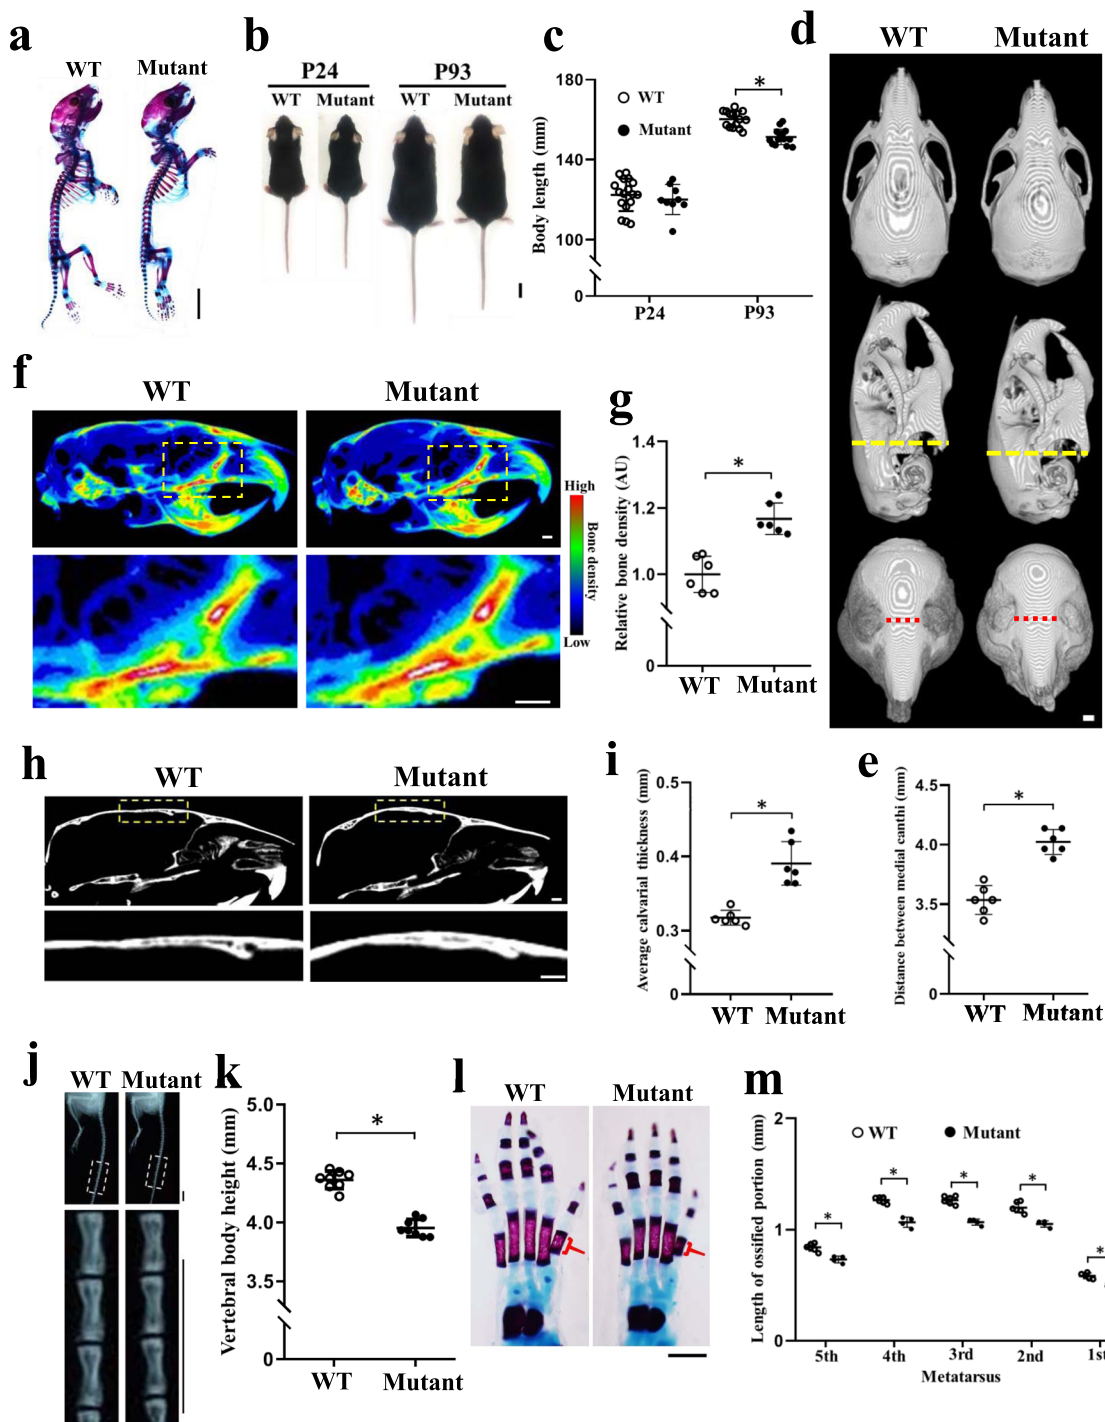 a
WT
Mutant
b
P24
P93
WT
Mutant
WT
Mutant
c
180
140
100
0
Body length (mm)
WT
Mutant
*
P24
P93
d
WT
Mutant
f
WT
Mutant
High
Bone density
Low
g
1.4
1.2
1.0
0
Relative bone density (AU)
*
WT
Mutant
h
WT
Mutant
i
0.5
0.4
0.3
0
Average calvarial thickness (mm)
*
WT
Mutant
e
4.5
4.0
3.5
0
Distance between medial canthi (mm)
*
WT
Mutant
j
WT
Mutant
k
5.0
4.5
4.0
3.5
0
Vertebral body height (mm)
*
WT
Mutant
l
WT
Mutant
m
2
1
0
Length of ossified portion (mm)
WT
Mutant
*
*
*
*
*
5th
4th
3rd
2nd
1st
Metatarsus